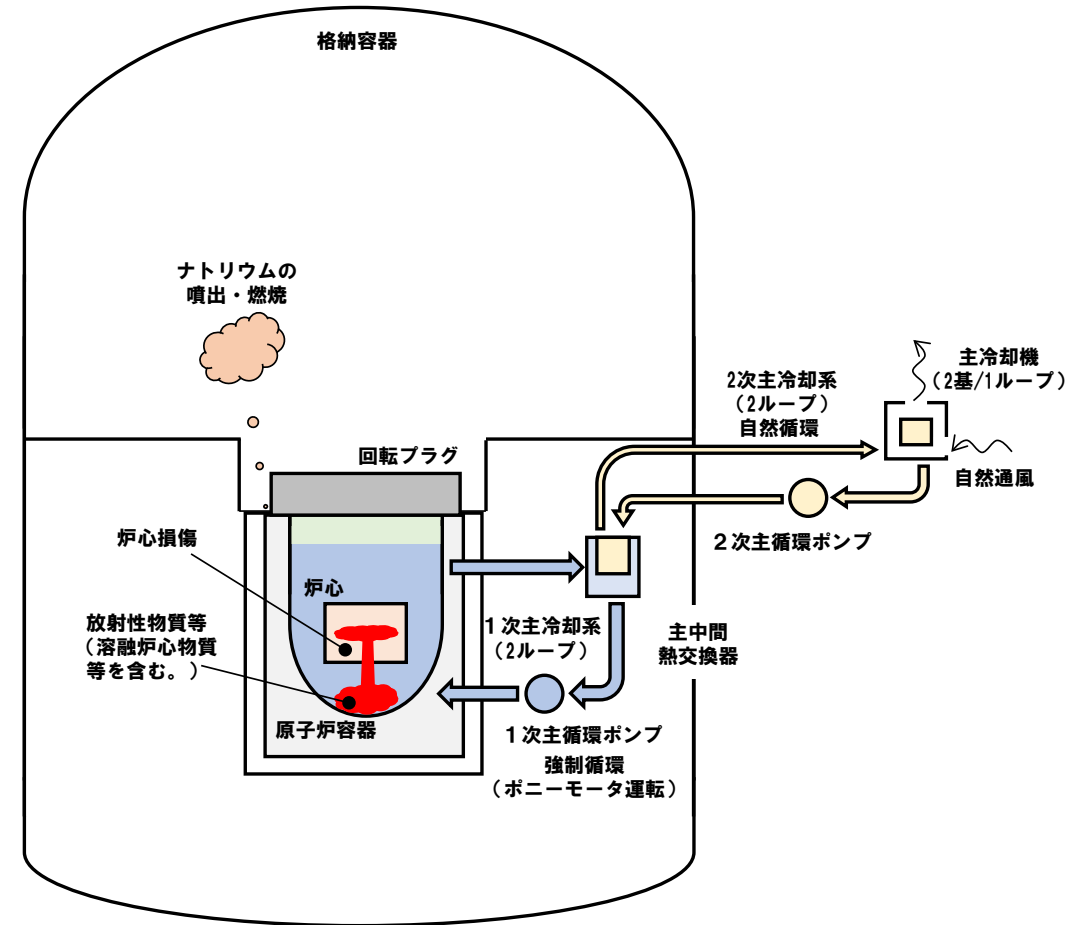 格納容器
ナトリウムの
噴出・燃焼
主冷却機
（2基/1ループ）
2次主冷却系
（2ループ）
自然循環
自然通風
回転プラグ
２次主循環ポンプ
炉心損傷
炉心
放射性物質等
（溶融炉心物質
等を含む。）
１次主冷却系
（2ループ）
主中間
熱交換器
原子炉容器
１次主循環ポンプ
強制循環
（ポニーモータ運転）